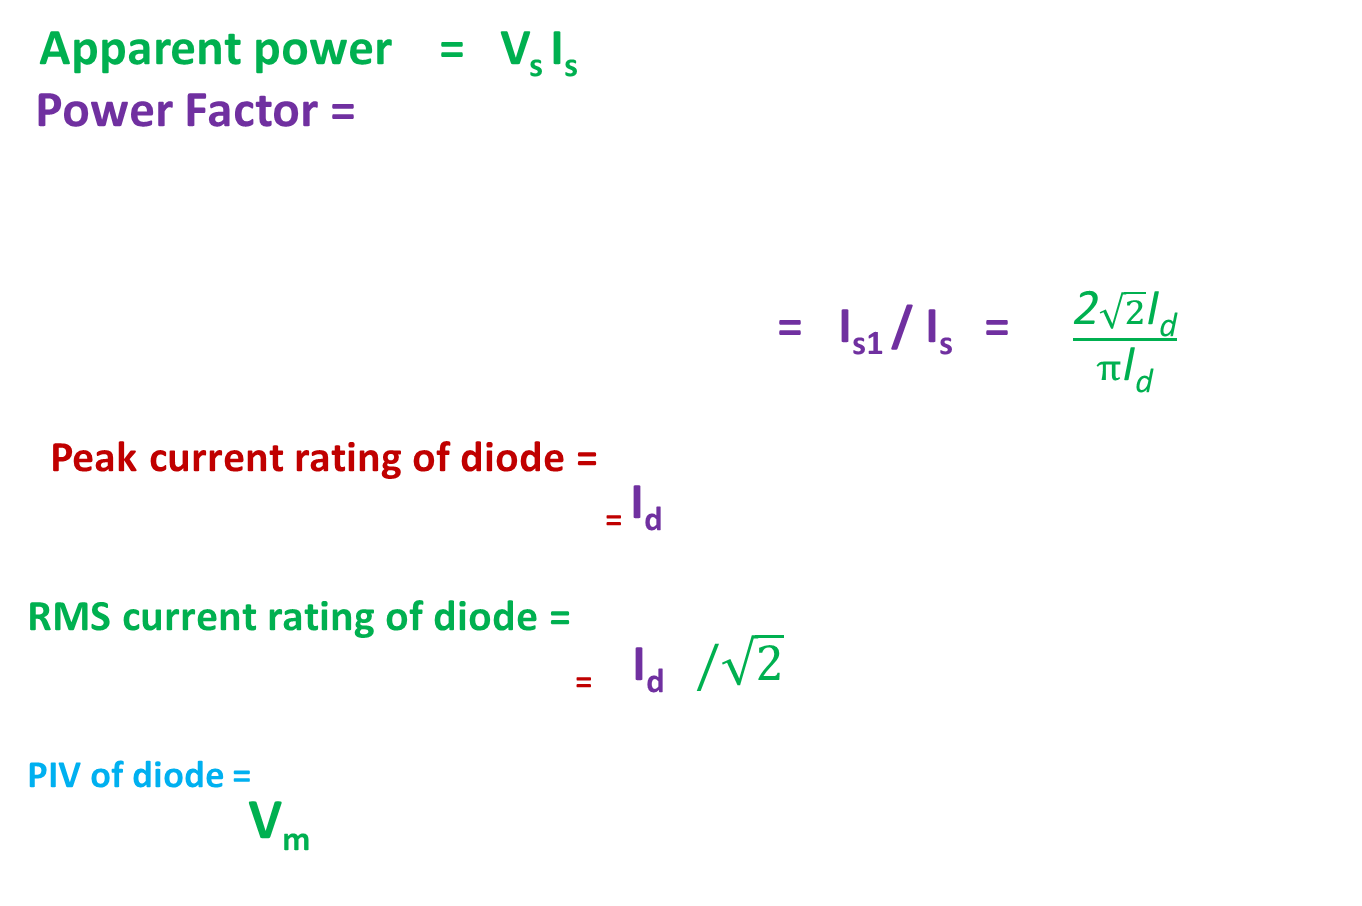 Apparent power = Vs Is
Power Factor =
= Is1 / Is = 2√2Id / πId
Peak current rating of diode =
= Id
RMS current rating of diode =
= Id /√2
PIV of diode =
Vm